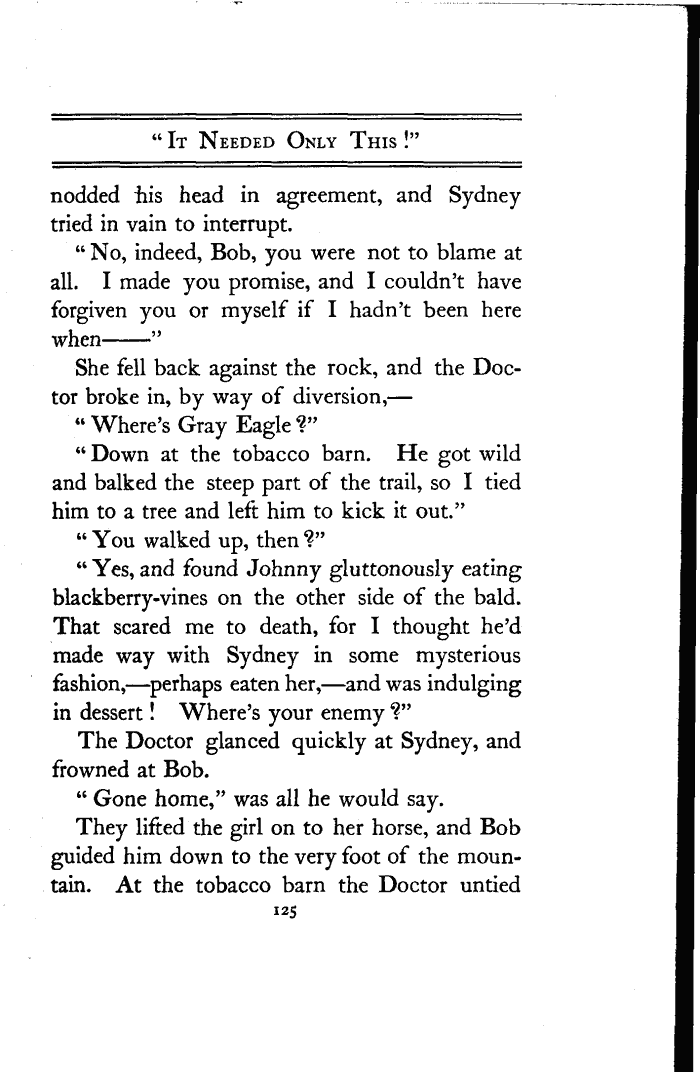 “ It Needed Only This !”
nodded his head in agreement, and Sydney
tried in vain to interrupt.
“ No, indeed, Bob, you were not to blame at
all. I made you promise, and I couldn’t have
forgiven you or myself if I hadn’t been here
when——”
She fell back against the rock, and the Doc-
tor broke in, by way of diversion,—
“ Where’s Gray Eagle ?”
“ Down at the tobacco barn. He got wild
and balked the steep part of the trail, so I tied
him to a tree and left him to kick it out.”
“ You walked up, then ?”
“ Yes, and found Johnny gluttonously eating
blackberry-vines on the other side of the bald.
That scared me to death, for I thought he’d
made way with Sydney in some mysterious
fashion,—perhaps eaten her,—and was indulging
in dessert ! Where’s your enemy ?”
The Doctor glanced quickly at Sydney, and
frowned at Bob.
“ Gone home,” was all he would say.
They lifted the girl on to her horse, and Bob
guided him down to the very foot of the moun-
tain. At the tobacco barn the Doctor untied
125